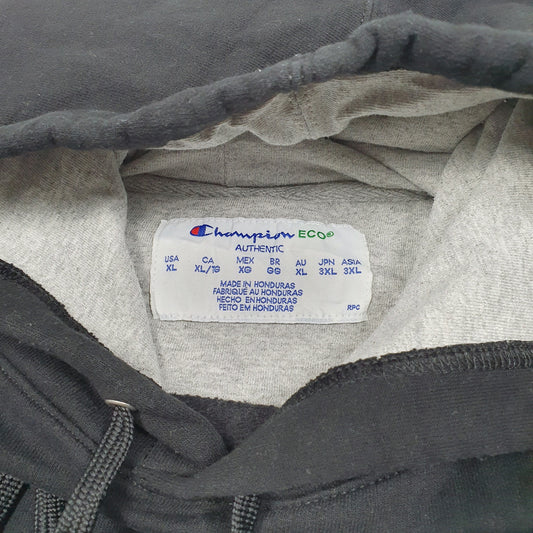 Champion ECO
AUTHENTIC
USA CA MEX BR AU JPN ASIA
XL XL/TG XG GG XL 3XL 3XL
MADE IN HONDURAS
FABRIQUÉ AU HONDURAS
HECHO EN HONDURAS
FEITO EM HONDURAS
RPC